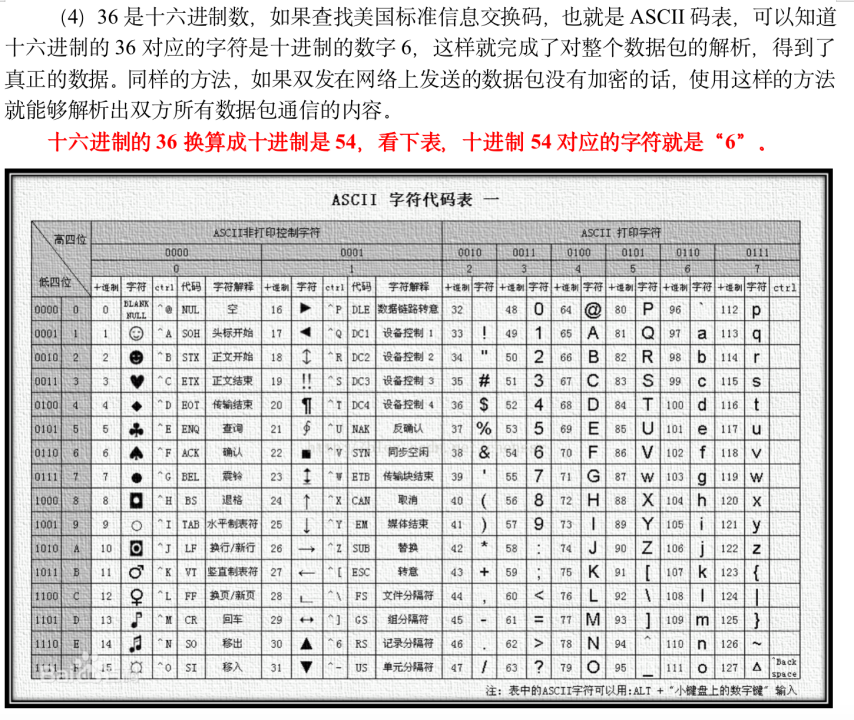 （4）36 是十六进制数，如果查找美国标准信息交换码，也就是 ASCII 码表，可以知道
十六进制的 36 对应的字符是十进制的数字 6，这样就完成了对整个数据包的解析，得到了
真正的数据。同样的方法，如果双发在网络上发送的数据包没有加密的话，使用这样的方法
就能够解析出双方所有数据包通信的内容。
十六进制的 36 换算成十进制是 54，看下表，十进制 54 对应的字符就是“6”。
ASCII 字符代码表 一
高四位 ASCII非打印控制字符 ASCII 打印字符
0000 0001 0010 0011 0100 0101 0110 0111
0 1 2 3 4 5 6 7
低四位 十进制 字符 ctrl 代码 字符解释 十进制 字符 ctrl 代码 字符解释 十进制 字符 十进制 字符 十进制 字符 十进制 字符 十进制 字符 十进制 字符 ctrl
0000 0 0 BLANK NULL ^@ NUL 空 16 ► ^P DLE 数据链路转意 32 48 0 64 @ 80 P 96 ` 112 p
0001 1 1 ☺ ^A SOH 头标开始 17 ◄ ^Q DC1 设备控制 1 33 ! 49 1 65 A 81 Q 97 a 113 q
0010 2 2 ☻ ^B STX 正文开始 18 ↕ ^R DC2 设备控制 2 34 " 50 2 66 B 82 R 98 b 114 r
0011 3 3 ♥ ^C ETX 正文结束 19 !! ^S DC3 设备控制 3 35 # 51 3 67 C 83 S 99 c 115 s
0100 4 4 ♦ ^D EOT 传输结束 20 ¶ ^T DC4 设备控制 4 36 $ 52 4 68 D 84 T 100 d 116 t
0101 5 5 ♣ ^E ENQ 查询 21 ∮ ^U NAK 反确认 37 % 53 5 69 E 85 U 101 e 117 u
0110 6 6 ♠ ^F ACK 确认 22 ■ ^V SYN 同步空闲 38 & 54 6 70 F 86 V 102 f 118 v
0111 7 7 ● ^G BEL 震铃 23 ↨ ^W ETB 传输块结束 39 ' 55 7 71 G 87 w 103 g 119 w
1000 8 8 ◘ ^H BS 退格 24 ↑ ^X CAN 取消 40 ( 56 8 72 H 88 X 104 h 120 x
1001 9 9 ○ ^I TAB 水平制表符 25 ↓ ^Y EM 媒体结束 41 ) 57 9 73 I 89 Y 105 i 121 y
1010 A 10 ◙ ^J LF 换行/新行 26 → ^Z SUB 替换 42 * 58 : 74 J 90 Z 106 j 122 z
1011 B 11 ♂ ^K VT 竖直制表符 27 ← ^[ ESC 转意 43 + 59 ; 75 K 91 [ 107 k 123 {
1100 C 12 ♀ ^L FF 换页/新页 28 ∟ ^\ FS 文件分隔符 44 , 60 < 76 L 92 \ 108 l 124 |
1101 D 13 ♪ ^M CR 回车 29 ↔ ^] GS 组分隔符 45 - 61 = 77 M 93 ] 109 m 125 }
1110 E 14 ♫ ^N SO 移出 30 ▲ ^6 RS 记录分隔符 46 . 62 > 78 N 94 ^ 110 n 126 ~
1111 F 15 ¤ ^O SI 移入 31 ▼ ^- US 单元分隔符 47 / 63 ? 79 O 95 _ 111 o 127 Δ ^Back space
注：表中的ASCII字符可以用:ALT + "小键盘上的数字键" 输入